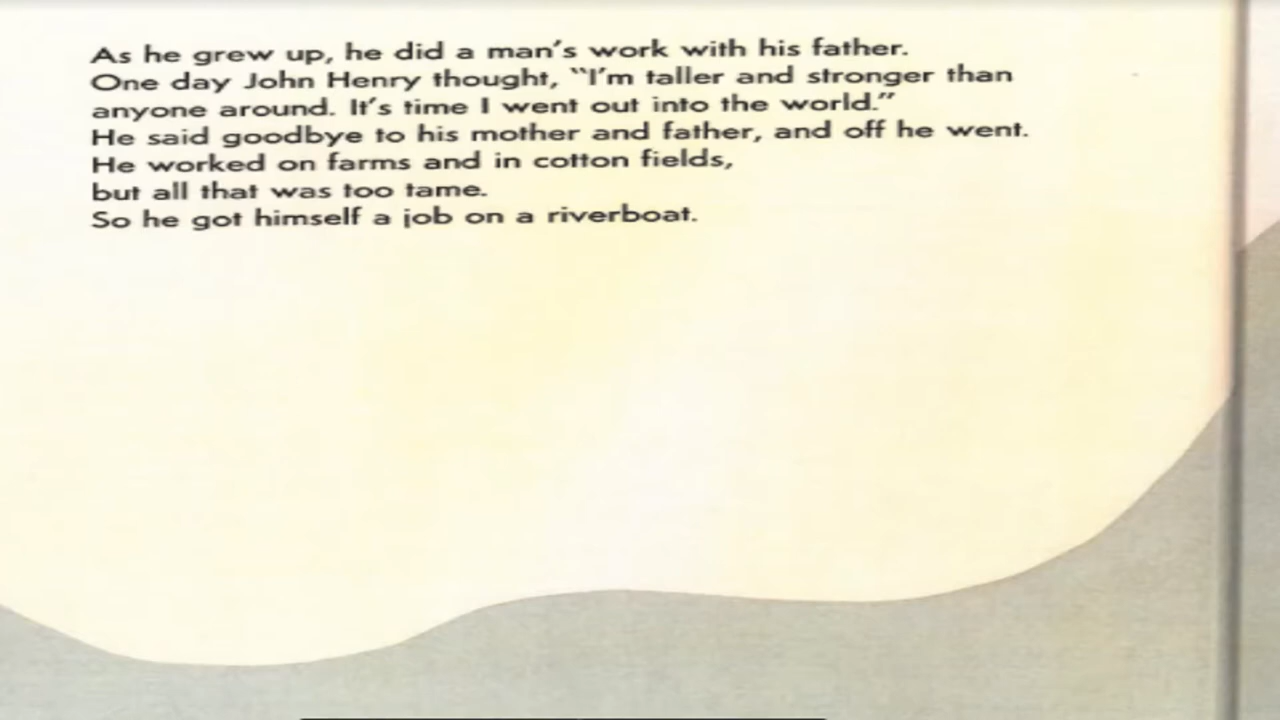 As he grew up, he did a man's work with his father.
One day John Henry thought, "I'm taller and stronger than
anyone around. It's time I went out into the world."
He said goodbye to his mother and father, and off he went.
He worked on farms and in cotton fields,
but all that was too tame.
So he got himself a job on a riverboat.